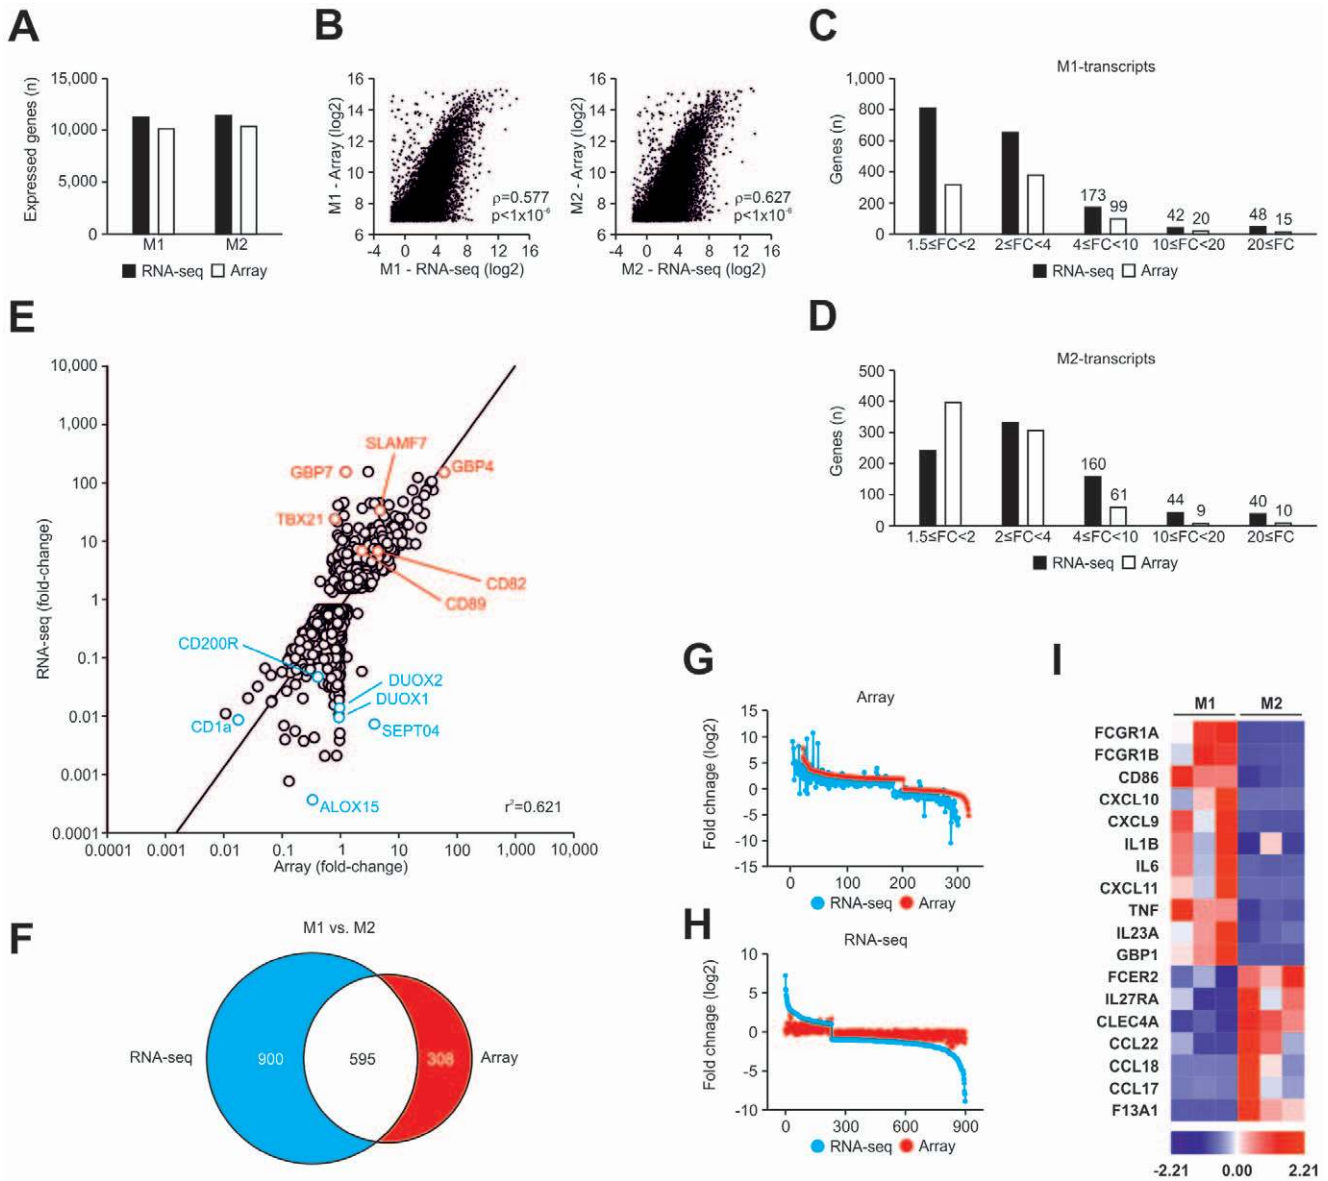 A
15,000
10,000
5,000
0
Expressed genes (n)
M1
M2
RNA-seq
Array
B
16
14
12
10
8
6
M1 - Array (log2)
ρ=0.577
p<1x10⁻⁶
-4
0
4
8
12
16
M1 - RNA-seq (log2)
16
14
12
10
8
6
M2 - Array (log2)
ρ=0.627
p<1x10⁻⁶
-4
0
4
8
12
16
M2 - RNA-seq (log2)
C
M1-transcripts
1,000
800
600
400
200
0
Genes (n)
173
99
42
20
48
15
1.5≤FC<2
2≤FC<4
4≤FC<10
10≤FC<20
20≤FC
RNA-seq
Array
D
M2-transcripts
500
400
300
200
100
0
Genes (n)
160
61
44
9
40
10
1.5≤FC<2
2≤FC<4
4≤FC<10
10≤FC<20
20≤FC
RNA-seq
Array
E
10,000
1,000
100
10
1
0.1
0.01
0.001
0.0001
RNA-seq (fold-change)
SLAMF7
GBP7
GBP4
TBX21
CD82
CD89
CD200R
DUOX2
DUOX1
CD1a
SEPT04
ALOX15
r²=0.621
0.0001
0.001
0.01
0.1
1
10
100
1,000
10,000
Array (fold-change)
F
M1 vs. M2
RNA-seq
900
595
308
Array
G
Array
15
10
5
0
-5
-10
-15
Fold chnage (log2)
0
100
200
300
RNA-seq
Array
H
RNA-seq
10
5
0
-5
-10
Fold chnage (log2)
0
300
600
900
RNA-seq
Array
I
M1
M2
FCGR1A
FCGR1B
CD86
CXCL10
CXCL9
IL1B
IL6
CXCL11
TNF
IL23A
GBP1
FCER2
IL27RA
CLEC4A
CCL22
CCL18
CCL17
F13A1
-2.21
0.00
2.21